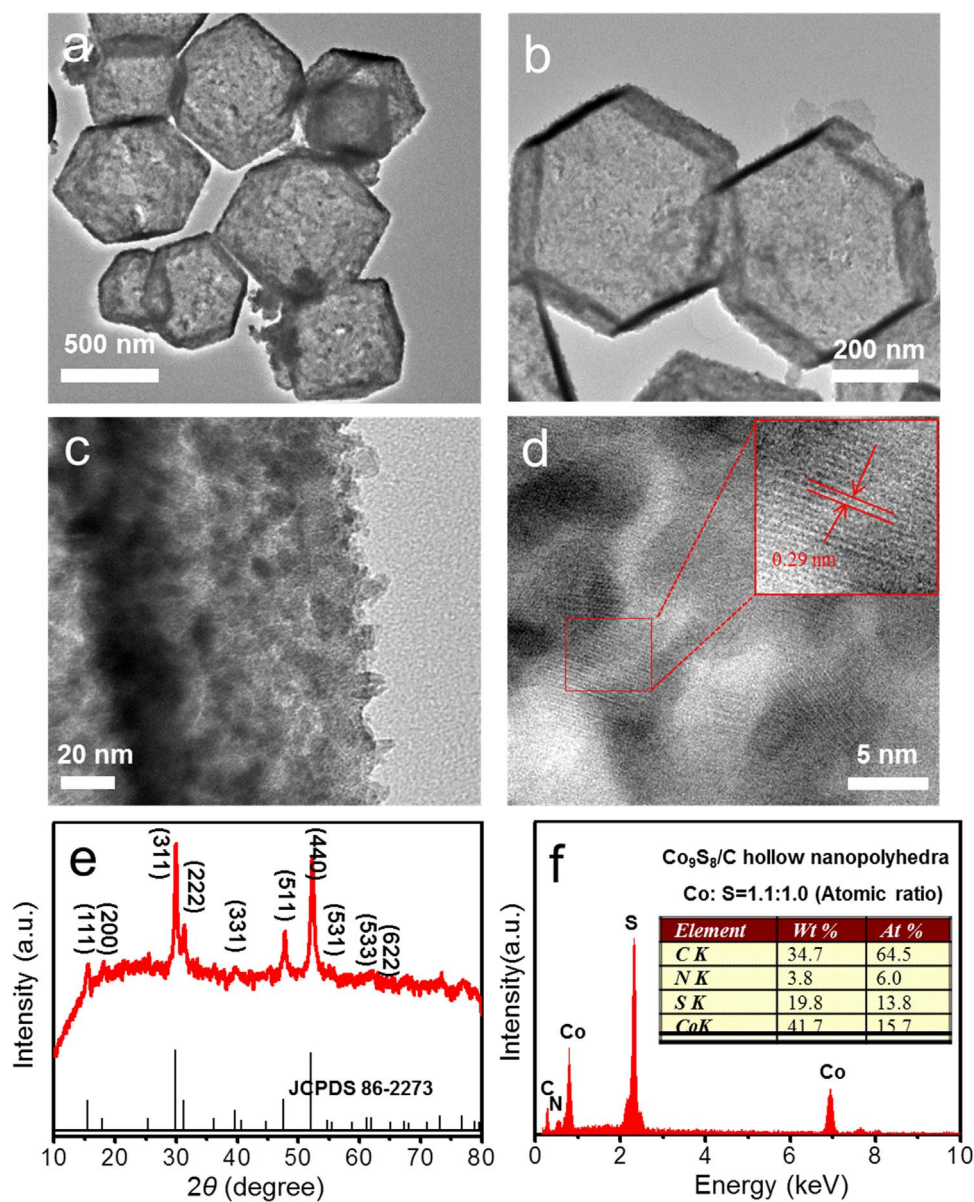 a
500 nm
b
200 nm
c
20 nm
d
0.29 nm
5 nm
e
Intensity (a.u.)
(111)
(200)
(311)
(222)
(331)
(511)
(440)
(531)
(533)
(622)
JCPDS 86-2273
10 20 30 40 50 60 70 80
2θ (degree)
f
Intensity(a.u.)
Co₉S₈/C hollow nanopolyhedra
Co: S=1.1:1.0 (Atomic ratio)
Element Wt % At %
C K 34.7 64.5
N K 3.8 6.0
S K 19.8 13.8
CoK 41.7 15.7
C
N
Co
S
Co
0 2 4 6 8 10
Energy (keV)